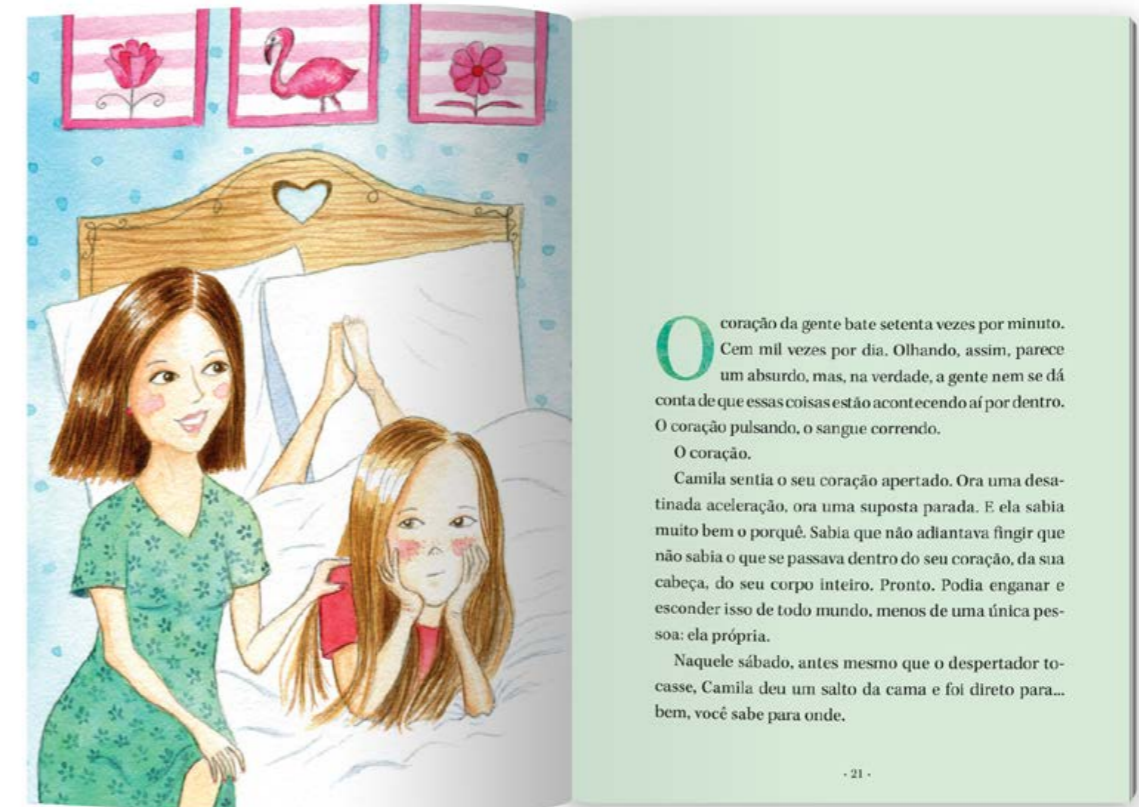 O coração da gente bate setenta vezes por minuto.
Cem mil vezes por dia. Olhando, assim, parece
um absurdo, mas, na verdade, a gente nem se dá
conta de que essas coisas estão acontecendo aí por dentro.
O coração pulsando, o sangue correndo.
O coração.
Camila sentia o seu coração apertado. Ora uma desa-
tinada aceleração, ora uma suposta parada. E ela sabia
muito bem o porquê. Sabia que não adiantava fingir que
não sabia o que se passava dentro do seu coração, da sua
cabeça, do seu corpo inteiro. Pronto. Podia enganar e
esconder isso de todo mundo, menos de uma única pes-
soa: ela própria.
Naquele sábado, antes mesmo que o despertador to-
casse, Camila deu um salto da cama e foi direto para...
bem, você sabe para onde.
· 21 ·